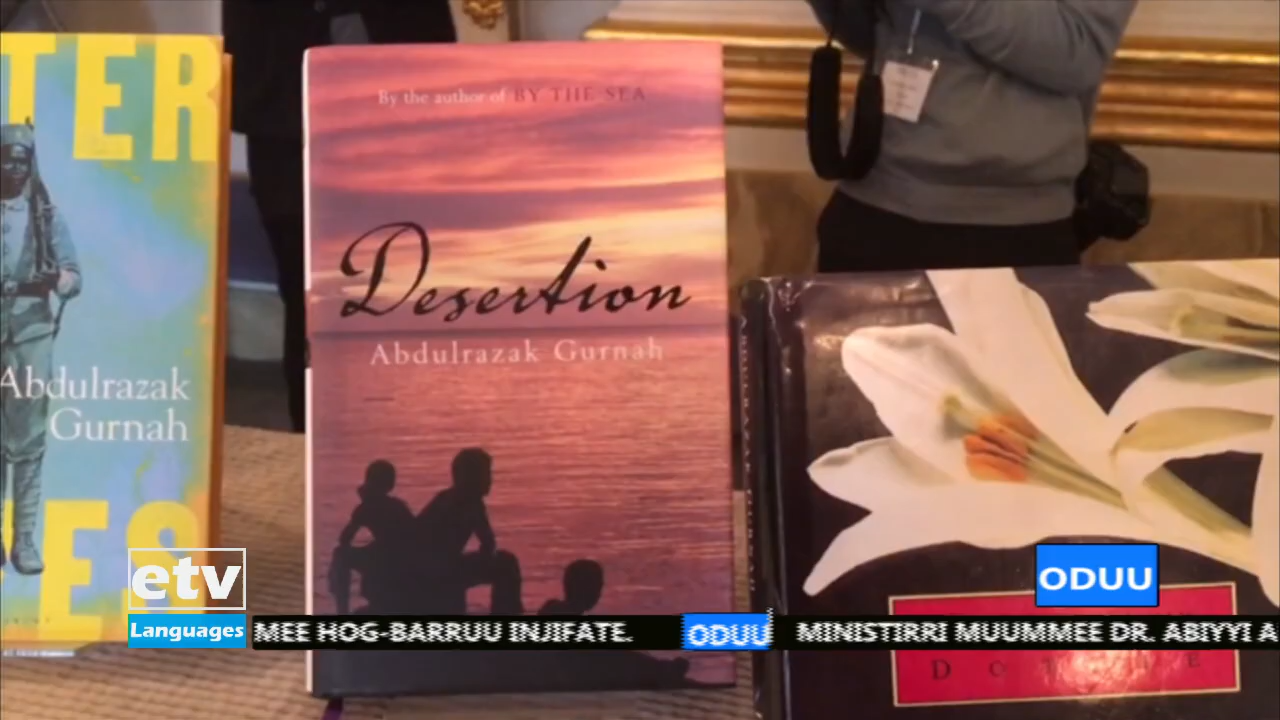 TER
Abdulrazak
Gurnah
ES
By the author of BY THE SEA
Desertion
Abdulrazak Gurnah
etv
Languages
ODUU
MEE HOG-BARRUU INJIFATE.
ODUU
MINISTIRRI MUUMMEE DR. ABIYYI A